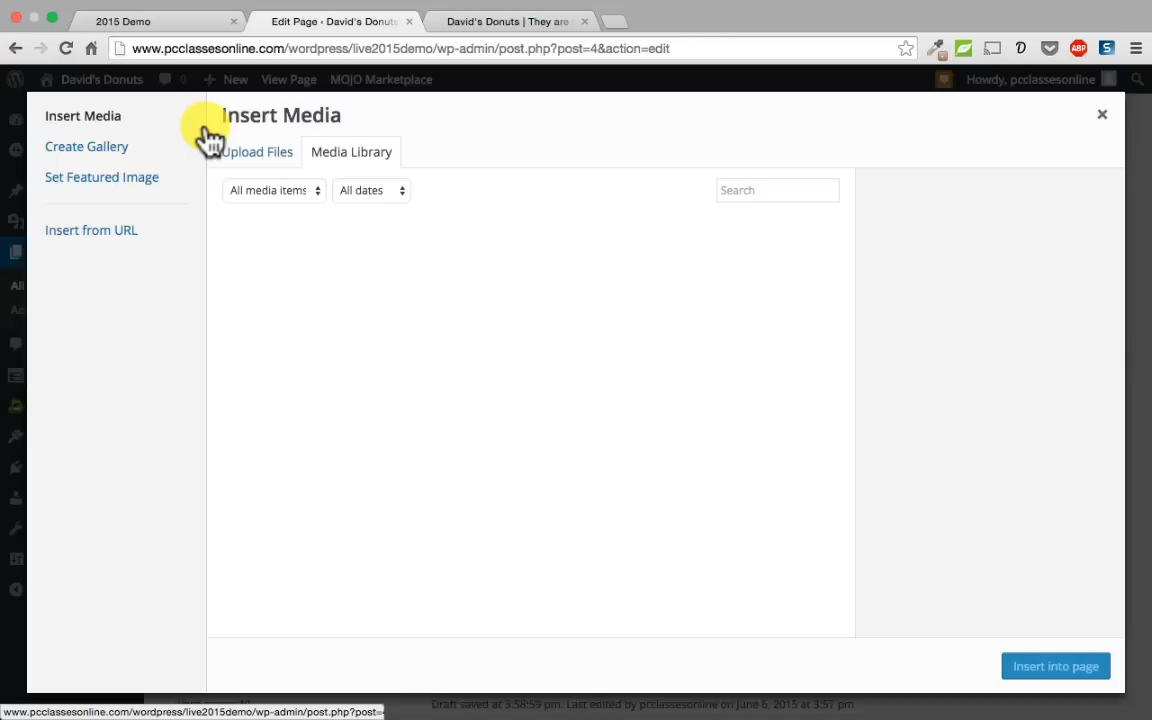 2015 Demo
Edit Page ‹ David's Donuts
David's Donuts | They are
www.pcclassesonline.com/wordpress/live2015demo/wp-admin/post.php?post=4&action=edit
David's Donuts
0
New
View Page
MOJO Marketplace
Howdy, pcclassesonline
Insert Media
Create Gallery
Set Featured Image
Insert from URL
Insert Media
Upload Files
Media Library
All media items
All dates
Search
All
Insert into page
Draft saved at 3:58:59 pm. Last edited by pcclassesonline on June 6, 2015 at 3:57 pm
www.pcclassesonline.com/wordpress/live2015demo/wp-admin/post.php?post=